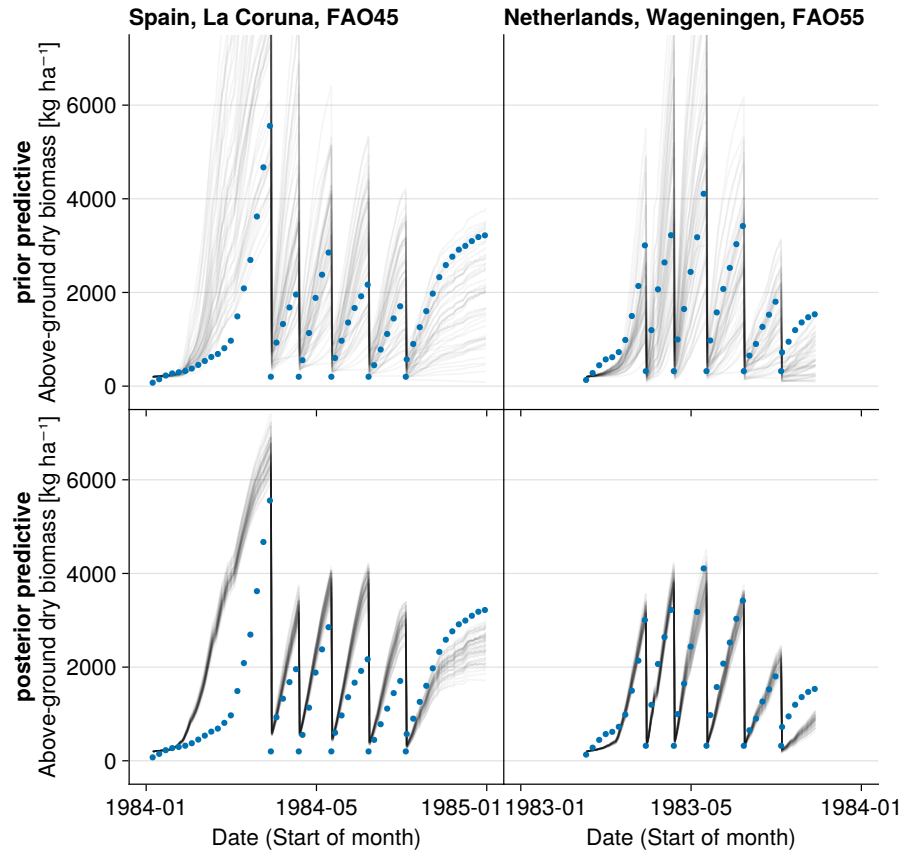 Spain, La Coruna, FAO45
Netherlands, Wageningen, FAO55
prior predictive
Above-ground dry biomass [kg ha⁻¹]
6000
4000
2000
0
posterior predictive
Above-ground dry biomass [kg ha⁻¹]
6000
4000
2000
0
1984-01
1984-05
1985-01
1983-01
1983-05
1984-01
Date (Start of month)
Date (Start of month)